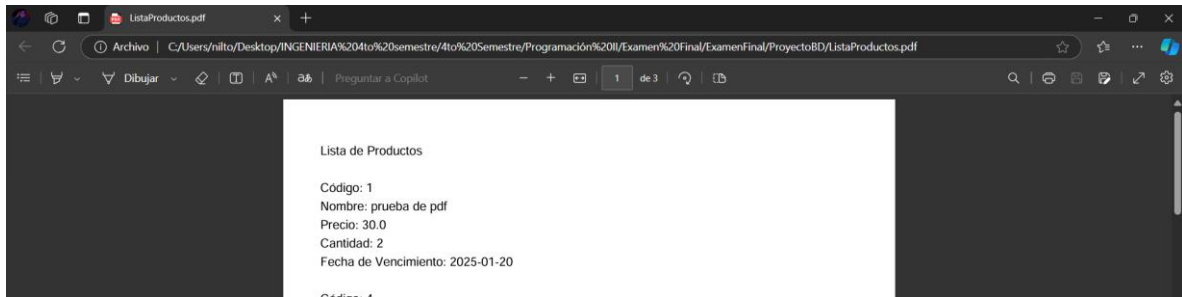 ListaProductos.pdf
Archivo | C:/Users/nilto/Desktop/INGENIERIA%204to%20semestre/4to%20Semestre/Programación%20II/Examen%20Final/ExamenFinal/ProyectoBD/ListaProductos.pdf
Dibujar Preguntar a Copilot 1 de 3
Lista de Productos
Código: 1
Nombre: prueba de pdf
Precio: 30.0
Cantidad: 2
Fecha de Vencimiento: 2025-01-20
Código: 4